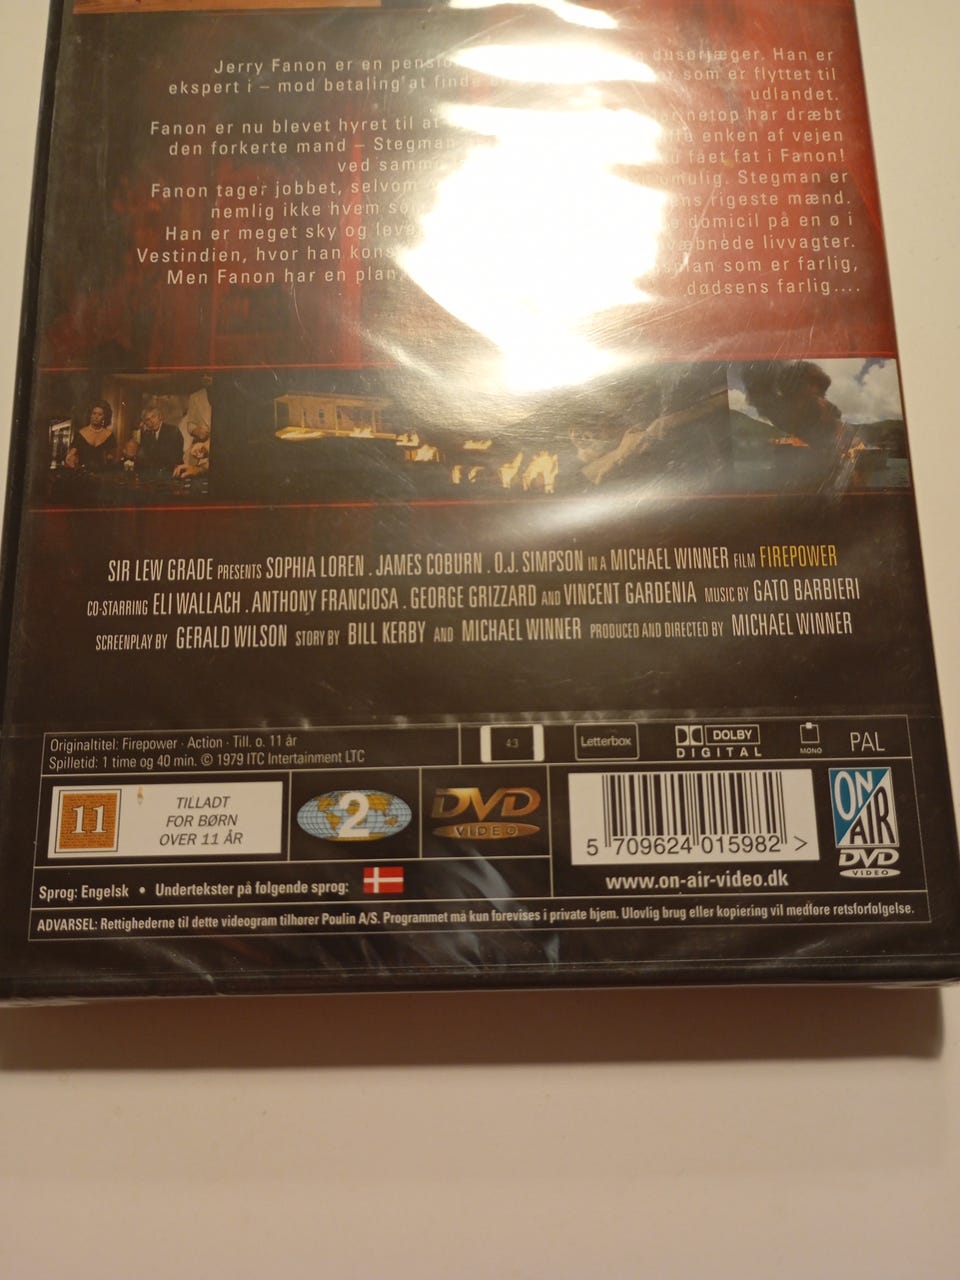 Jerry Fanon er en dusørjæger. Han er
ekspert i – mod betaling at finde som er flyttet til
udlandet.
Fanon er nu blevet hyret til at netop har dræbt
den forkerte mand – Stegman enken af vejen
ved samme fået fat i Fanon!
Fanon tager jobbet, selvom Stegman er
nemlig ikke hvem rigeste mænd.
Han er meget sky og domicil på en ø i
Vestindien, hvor han livvagter.
Men Fanon har en plan, som er farlig,
dødsens farlig....
SIR LEW GRADE PRESENTS SOPHIA LOREN . JAMES COBURN . O.J. SIMPSON IN A MICHAEL WINNER FILM FIREPOWER
CO-STARRING ELI WALLACH . ANTHONY FRANCIOSA . GEORGE GRIZZARD AND VINCENT GARDENIA MUSIC BY GATO BARBIERI
SCREENPLAY BY GERALD WILSON STORY BY BILL KERBY AND MICHAEL WINNER PRODUCED AND DIRECTED BY MICHAEL WINNER
Originaltitel: Firepower · Action · Till. o. 11 år
Spilletid: 1 time og 40 min. © 1979 ITC Intertainment LTC
4:3
Letterbox
DOLBY
DIGITAL
MONO
PAL
11
TILLADT
FOR BØRN
OVER 11 ÅR
2
DVD
VIDEO
5 709624 015982 >
www.on-air-video.dk
ON
AIR
DVD
VIDEO
Sprog: Engelsk • Undertekster på følgende sprog:
ADVARSEL: Rettighederne til dette videogram tilhører Poulin A/S. Programmet må kun forevises i private hjem. Ulovlig brug eller kopiering vil medføre retsforfølgelse.